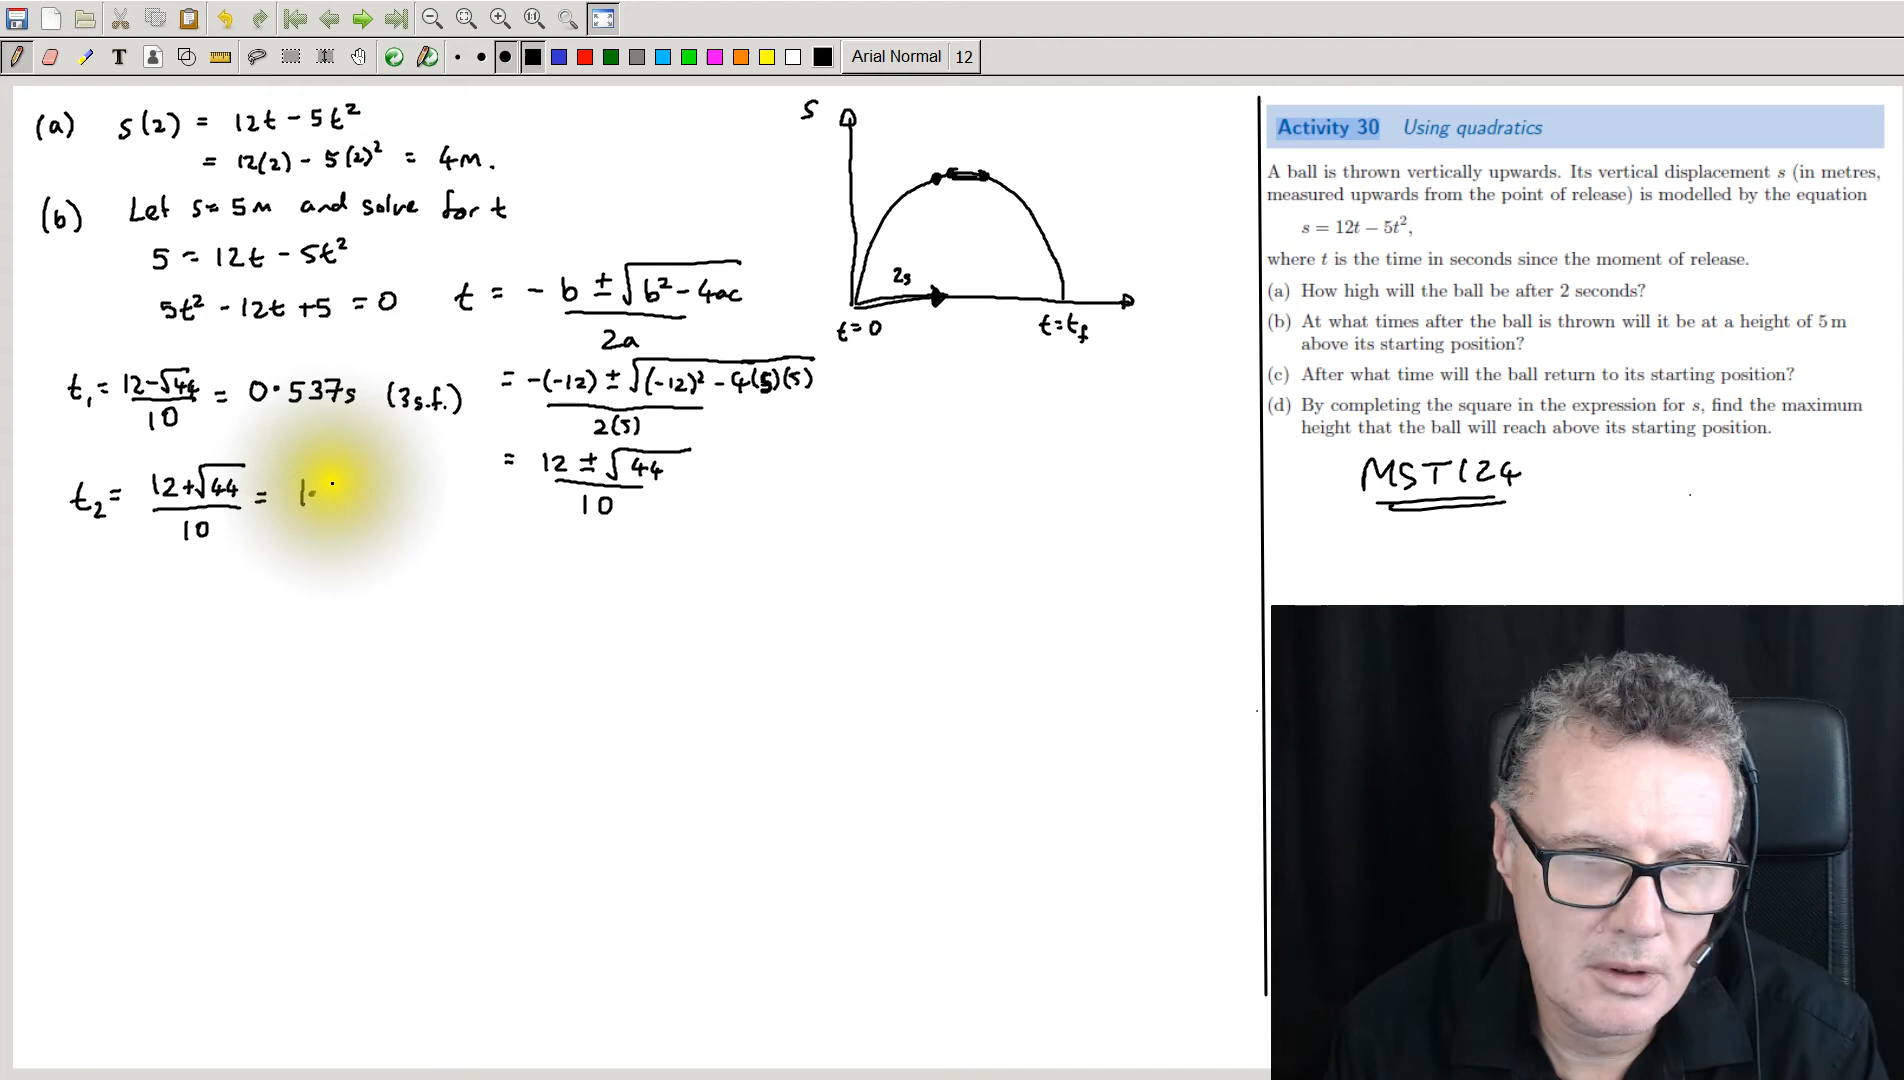 Arial Normal 12
(a) s(2) = 12t - 5t²
= 12(2) - 5(2)² = 4m.
(b) Let s = 5m and solve for t
5 = 12t - 5t²
5t² - 12t + 5 = 0
t = -b ± √(b² - 4ac) / 2a
= -(-12) ± √((-12)² - 4(5)(5)) / 2(5)
= 12 ± √44 / 10
t₁ = 12 - √44 / 10 = 0.537s (3s.f.)
t₂ = 12 + √44 / 10 = 1.
s
2s
t=0
t=t_f
Activity 30 Using quadratics
A ball is thrown vertically upwards. Its vertical displacement s (in metres,
measured upwards from the point of release) is modelled by the equation
s = 12t − 5t²,
where t is the time in seconds since the moment of release.
(a) How high will the ball be after 2 seconds?
(b) At what times after the ball is thrown will it be at a height of 5 m
above its starting position?
(c) After what time will the ball return to its starting position?
(d) By completing the square in the expression for s, find the maximum
height that the ball will reach above its starting position.
MST124